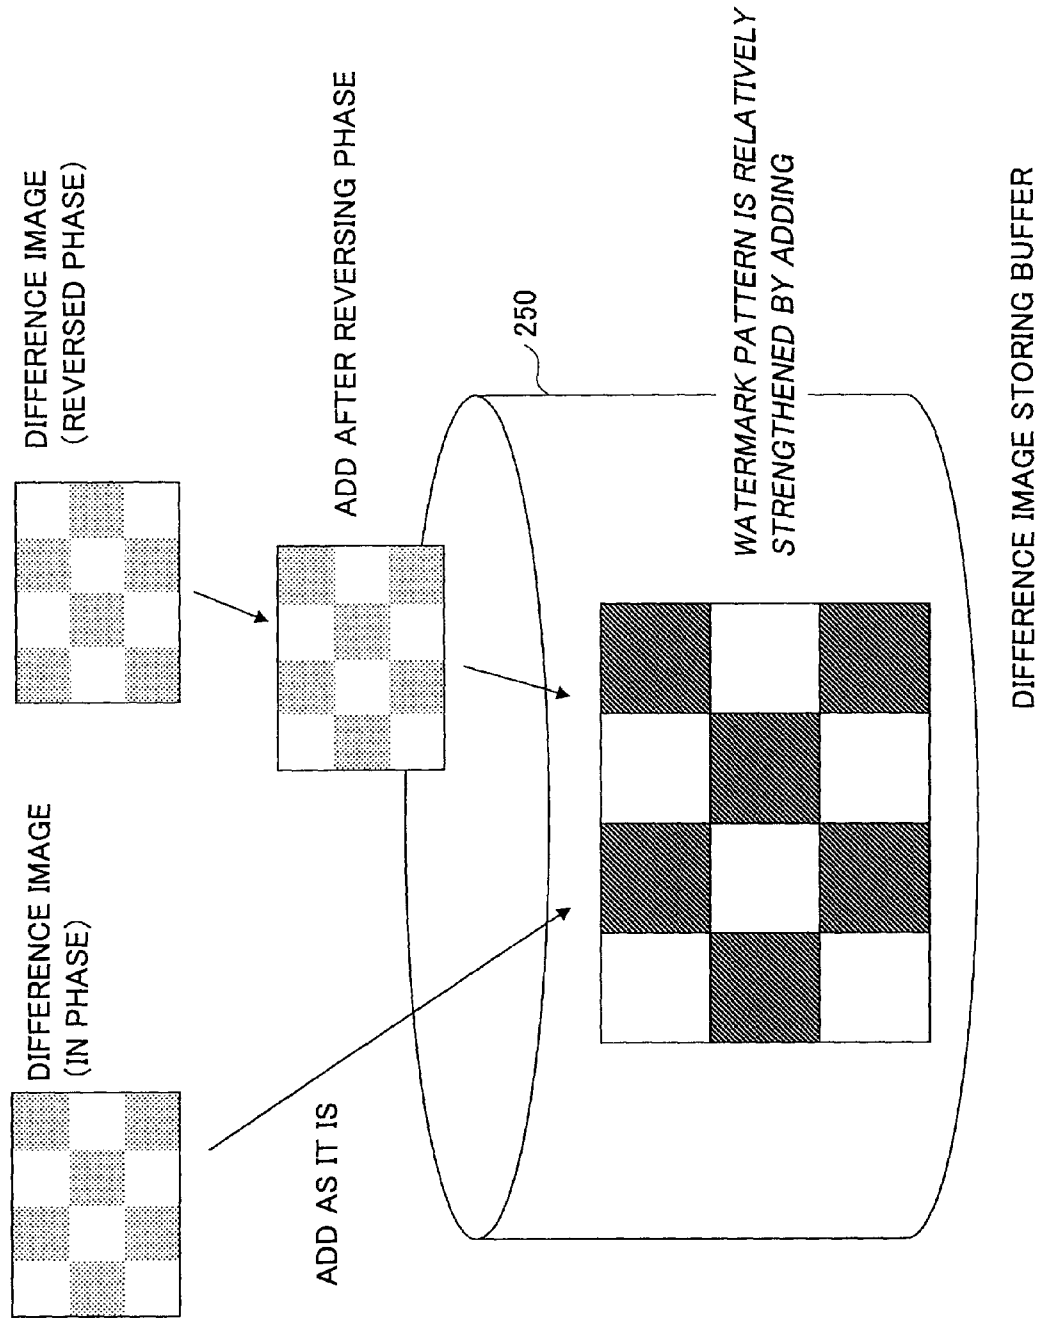 DIFFERENCE IMAGE
(IN PHASE)
DIFFERENCE IMAGE
(REVERSED PHASE)
ADD AS IT IS
ADD AFTER REVERSING PHASE
250
WATERMARK PATTERN IS RELATIVELY
STRENGTHENED BY ADDING
DIFFERENCE IMAGE STORING BUFFER